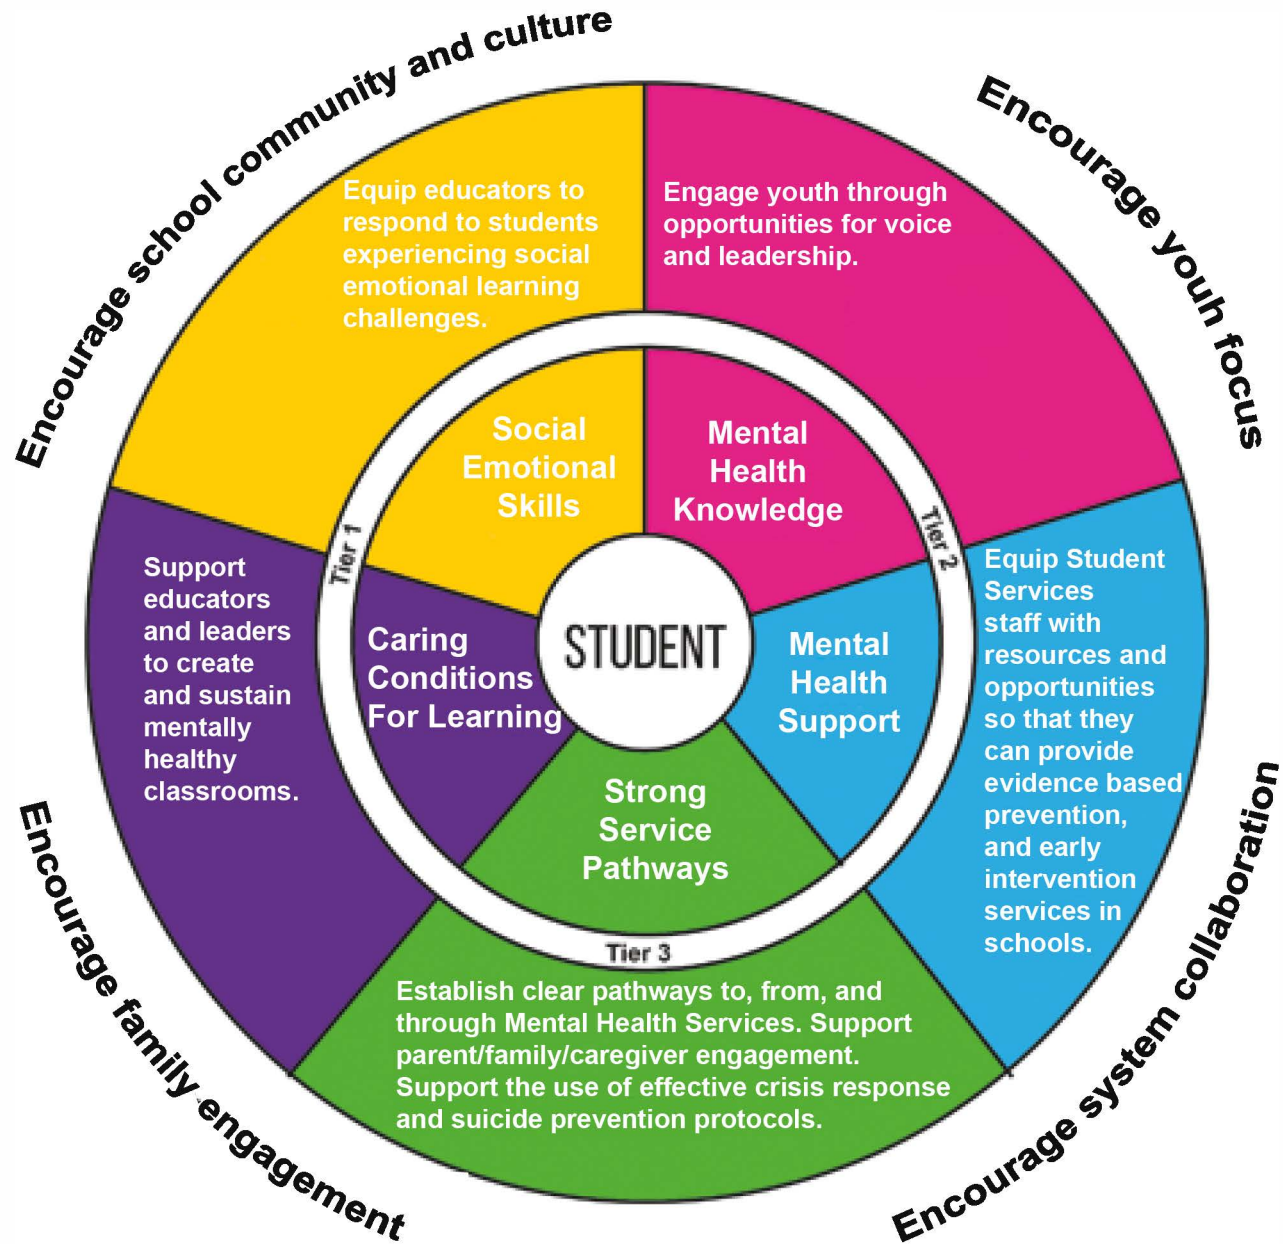 Encourage school community and culture
Encourage youh focus
Equip educators to
respond to students
experiencing social
emotional learning
challenges.
Engage youth through
opportunities for voice
and leadership.
Social
Emotional
Skills
Mental
Health
Knowledge
Tier 1
Tier 2
Support
educators
and leaders
to create
and sustain
mentally
healthy
classrooms.
Caring
Conditions
For Learning
STUDENT
Mental
Health
Support
Equip Student
Services
staff with
resources and
opportunities
so that they
can provide
evidence based
prevention,
and early
intervention
services in
schools.
Strong
Service
Pathways
Tier 3
Establish clear pathways to, from, and
through Mental Health Services. Support
parent/family/caregiver engagement.
Support the use of effective crisis response
and suicide prevention protocols.
Encourage family engagement
Encourage system collaboration